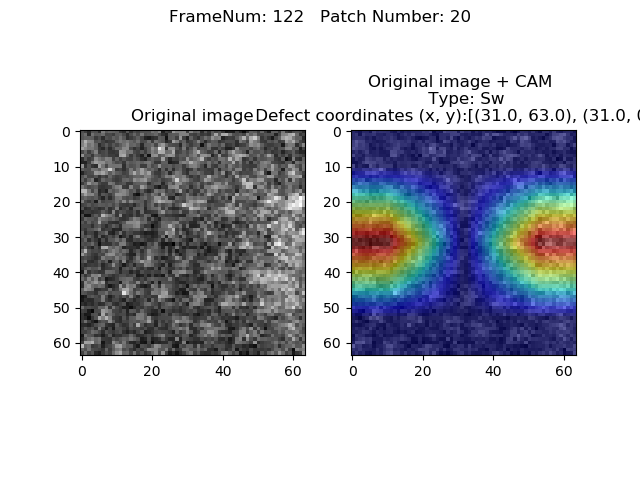 FrameNum: 122   Patch Number: 20
Original image + CAM
Type: Sw
Original image
Defect coordinates (x, y):[(31.0, 63.0), (31.0, 0
0
10
20
30
40
50
60
0 20 40 60
0
10
20
30
40
50
60
0 20 40 60